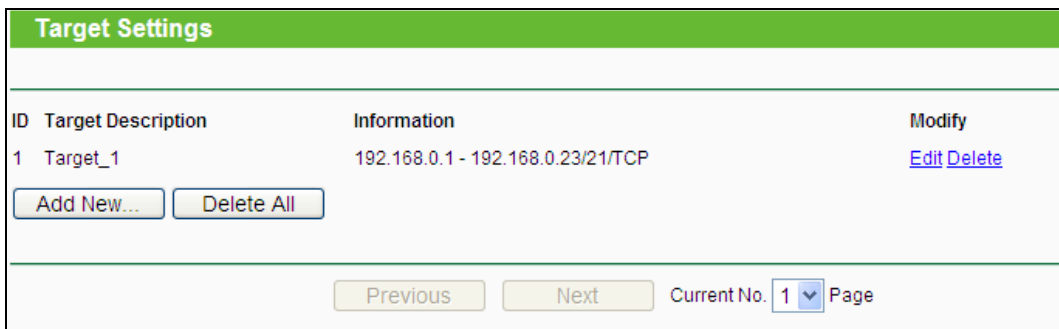 Target Settings
ID Target Description Information Modify
1 Target_1 192.168.0.1 - 192.168.0.23/21/TCP Edit Delete
Add New... Delete All
Previous Next Current No. 1 Page